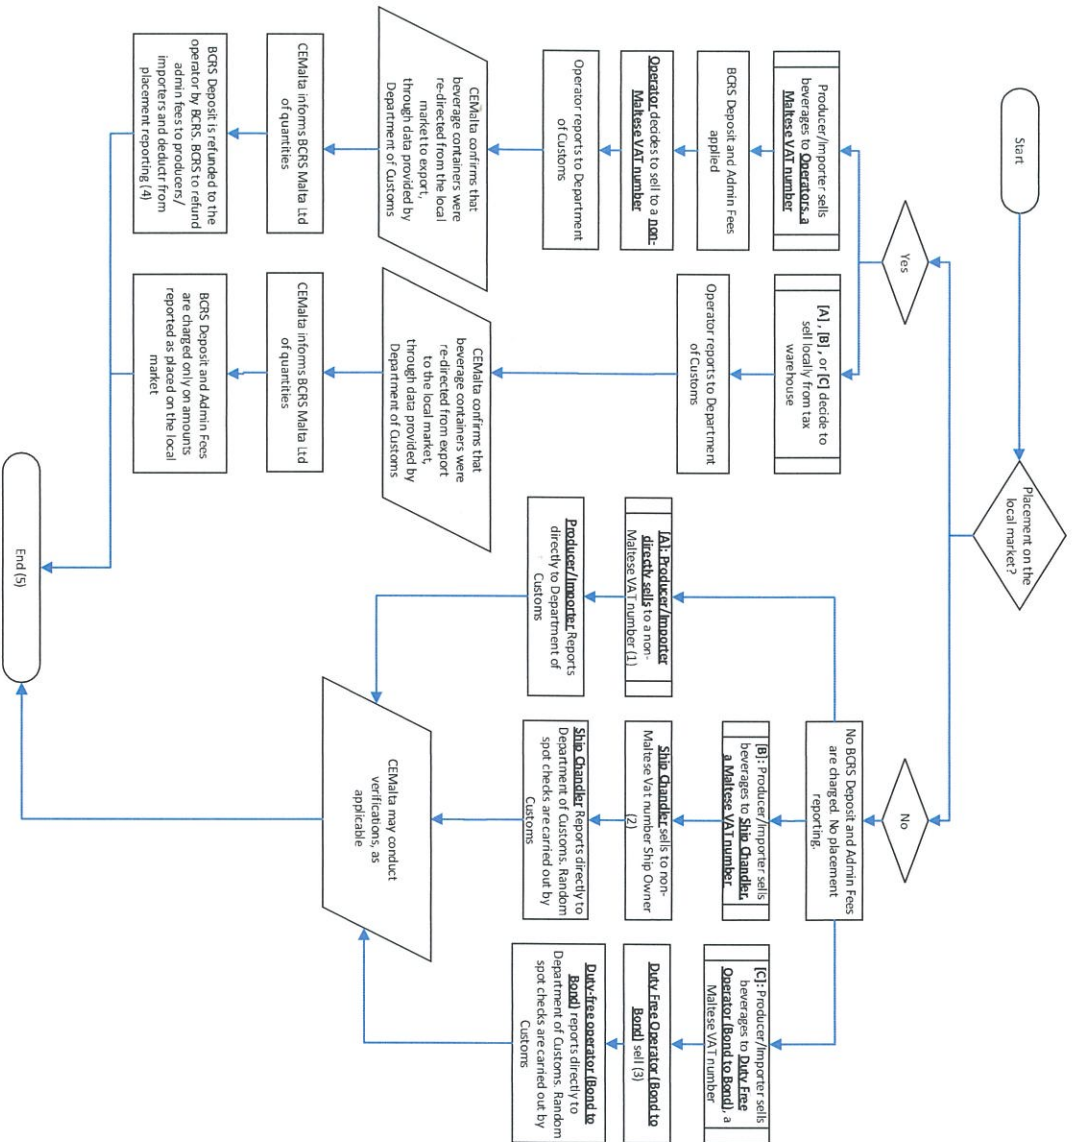 Start
Placement on the
local market?
Yes
No
Producer/Importer sells
beverages to Operators, a
Maltese VAT number
BCRS Deposit and Admin Fees
applied
Operator decides to sell to a non-
Maltese VAT number
Operator reports to Department
of Customs
CEMalta confirms that
beverage containers were
re-directed from the local
market to export,
through data provided by
Department of Customs
CEMalta informs BCRS Malta Ltd
of quantities
BCRS Deposit is refunded to the
operator by BCRS. BCRS to refund
admin fees to producers/
importers and deductr from
placement reporting (4)
[A] , [B] , or [C] decide to
sell locally from tax
warehouse
Operator reports to Department
of Customs
CEMalta confirms that
beverage containers were
re-directed from export
to the local market,
through data provided by
Department of Customs
CEMalta informs BCRS Malta Ltd
of quantities
BCRS Deposit and Admin Fees
are charged only on amounts
reported as placed on the local
market
No BCRS Deposit and Admin Fees
are charged. No placement
reporting.
[A]: Producer/Importer
directly sells to a non-
Maltese VAT number (1)
Producer/Importer Reports
directly to Department of
Customs
[B]: Producer/Importer sells
beverages to Ship Chandler,
a Maltese VAT number.
Ship Chandler sells to non-
Maltese Vat number Ship Owner
(2)
Ship Chandler Reports directly to
Department of Customs. Random
spot checks are carried out by
Customs
[C]: Producer/Importer sells
beverages to Duty Free
Operator (Bond to Bond), a
Maltese VAT number
Duty Free Operator (Bond to
Bond) sell (3)
Duty-free operator (Bond to
Bond) reports directly to
Department of Customs. Random
spot checks are carried out by
Customs
CEMalta may conduct
verifications, as
applicable
End (5)